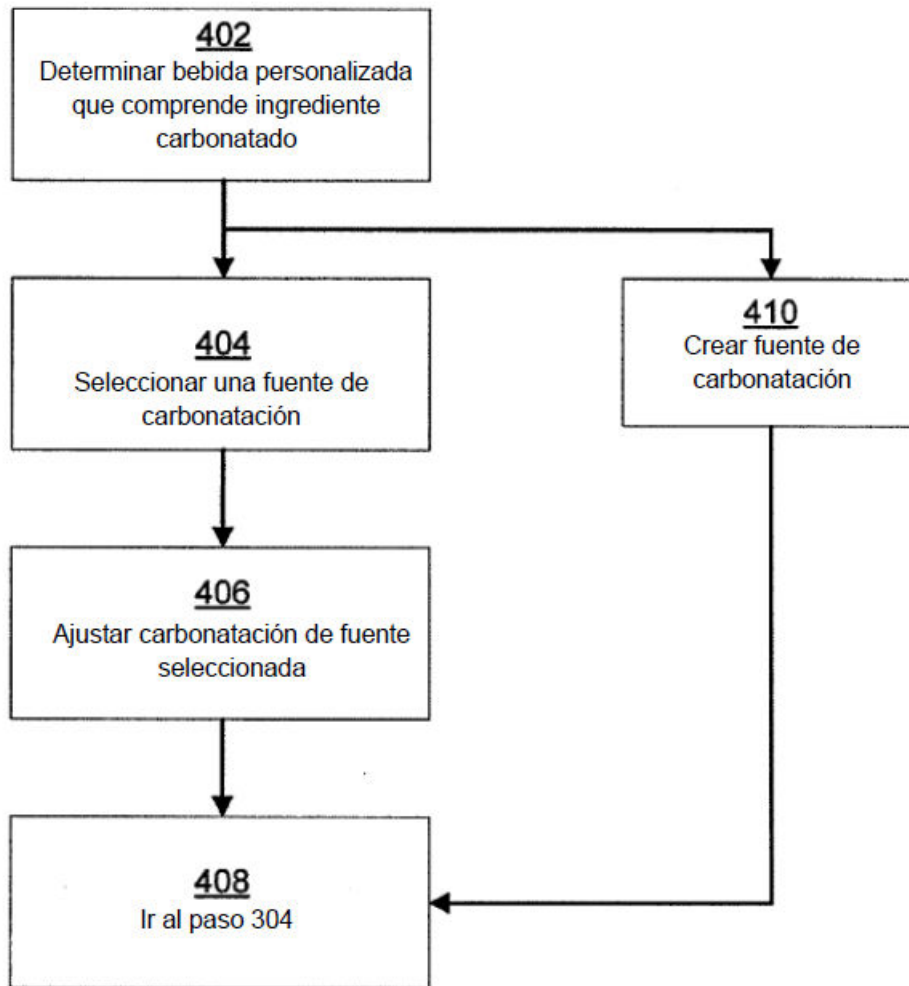 402
Determinar bebida personalizada
que comprende ingrediente
carbonatado
404
Seleccionar una fuente de
carbonatación
410
Crear fuente de
carbonatación
406
Ajustar carbonatación de fuente
seleccionada
408
Ir al paso 304